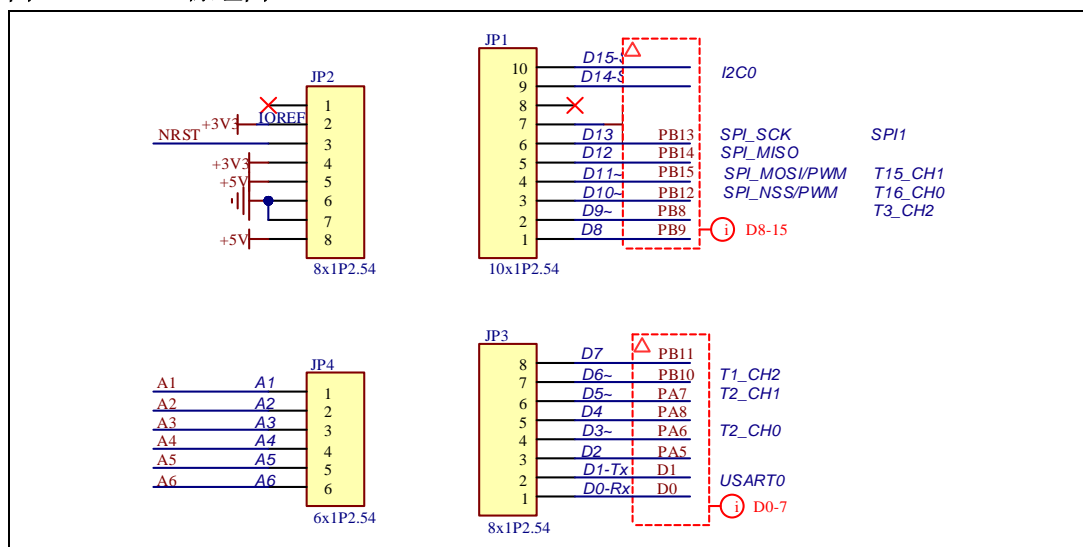 JP2
1
IOREF
+3V3
2
NRST
3
+3V3
4
+5V
5
6
7
+5V
8
8x1P2.54
JP1
10
D15-S
I2C0
9
D14-S
8
7
6
D13
PB13
SPI_SCK
SPI1
5
D12
PB14
SPI_MISO
4
D11~
PB15
SPI_MOSI/PWM
T15_CH1
3
D10~
PB12
SPI_NSS/PWM
T16_CH0
2
D9~
PB8
T3_CH2
1
D8
PB9
i D8-15
10x1P2.54
JP4
A1
A1
1
A2
A2
2
A3
A3
3
A4
A4
4
A5
A5
5
A6
A6
6
6x1P2.54
JP3
8
D7
PB11
7
D6~
PB10
T1_CH2
6
D5~
PA7
T2_CH1
5
D4
PA8
4
D3~
PA6
T2_CH0
3
D2
PA5
2
D1-Tx
D1
USART0
1
D0-Rx
D0
i D0-7
8x1P2.54